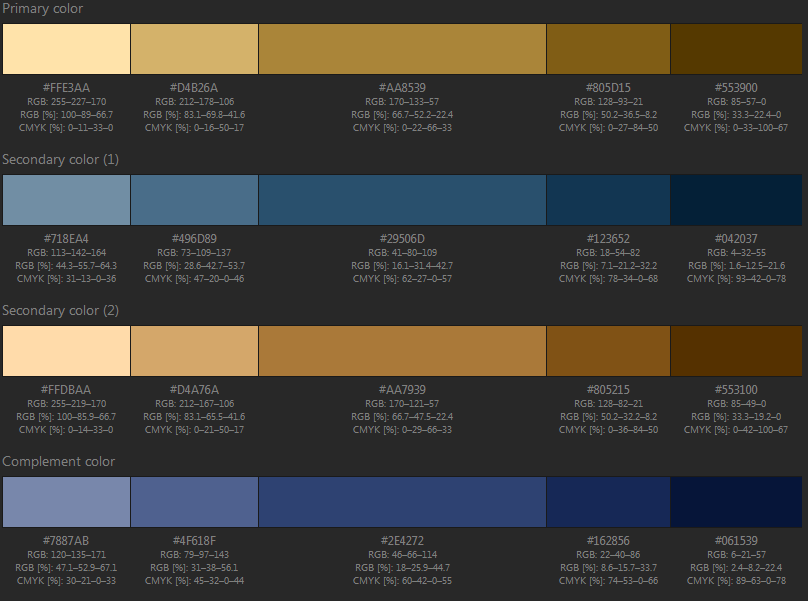 Primary color
#FFE3AA #D4B26A #AA8539 #805D15 #553900
RGB: 255–227–170 RGB: 212–178–106 RGB: 170–133–57 RGB: 128–93–21 RGB: 85–57–0
RGB [%]: 100–89–66.7 RGB [%]: 83.1–69.8–41.6 RGB [%]: 66.7–52.2–22.4 RGB [%]: 50.2–36.5–8.2 RGB [%]: 33.3–22.4–0
CMYK [%]: 0–11–33–0 CMYK [%]: 0–16–50–17 CMYK [%]: 0–22–66–33 CMYK [%]: 0–27–84–50 CMYK [%]: 0–33–100–67
Secondary color (1)
#718EA4 #496D89 #29506D #123652 #042037
RGB: 113–142–164 RGB: 73–109–137 RGB: 41–80–109 RGB: 18–54–82 RGB: 4–32–55
RGB [%]: 44.3–55.7–64.3 RGB [%]: 28.6–42.7–53.7 RGB [%]: 16.1–31.4–42.7 RGB [%]: 7.1–21.2–32.2 RGB [%]: 1.6–12.5–21.6
CMYK [%]: 31–13–0–36 CMYK [%]: 47–20–0–46 CMYK [%]: 62–27–0–57 CMYK [%]: 78–34–0–68 CMYK [%]: 93–42–0–78
Secondary color (2)
#FFDBAA #D4A76A #AA7939 #805215 #553100
RGB: 255–219–170 RGB: 212–167–106 RGB: 170–121–57 RGB: 128–82–21 RGB: 85–49–0
RGB [%]: 100–85.9–66.7 RGB [%]: 83.1–65.5–41.6 RGB [%]: 66.7–47.5–22.4 RGB [%]: 50.2–32.2–8.2 RGB [%]: 33.3–19.2–0
CMYK [%]: 0–14–33–0 CMYK [%]: 0–21–50–17 CMYK [%]: 0–29–66–33 CMYK [%]: 0–36–84–50 CMYK [%]: 0–42–100–67
Complement color
#7887AB #4F618F #2E4272 #162856 #061539
RGB: 120–135–171 RGB: 79–97–143 RGB: 46–66–114 RGB: 22–40–86 RGB: 6–21–57
RGB [%]: 47.1–52.9–67.1 RGB [%]: 31–38–56.1 RGB [%]: 18–25.9–44.7 RGB [%]: 8.6–15.7–33.7 RGB [%]: 2.4–8.2–22.4
CMYK [%]: 30–21–0–33 CMYK [%]: 45–32–0–44 CMYK [%]: 60–42–0–55 CMYK [%]: 74–53–0–66 CMYK [%]: 89–63–0–78